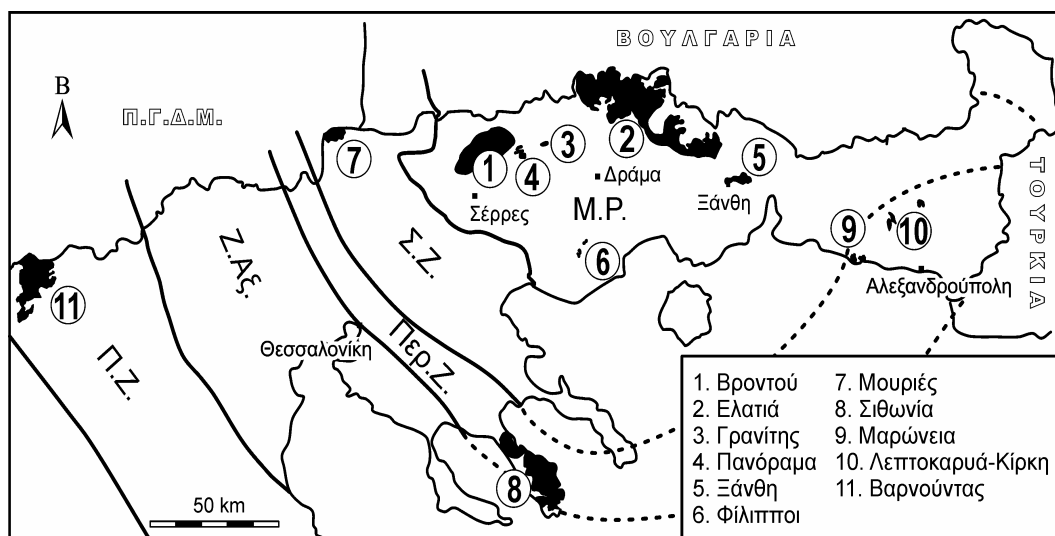 ΒΟΥΛΓΑΡΙΑ
Β
Π.Γ.Δ.Μ.
7
1
4
3
2
5
Δράμα
Σέρρες
Μ.Ρ.
Ξάνθη
ΤΟΥΡΚΙΑ
9
10
6
Αλεξανδρούπολη
11
Π.Ζ.
Ζ.Αξ.
Σ.Ζ.
Περ.Ζ.
Θεσσαλονίκη
8
50 km
1. Βροντού
2. Ελατιά
3. Γρανίτης
4. Πανόραμα
5. Ξάνθη
6. Φίλιπποι
7. Μουριές
8. Σιθωνία
9. Μαρώνεια
10. Λεπτοκαρυά-Κίρκη
11. Βαρνούντας